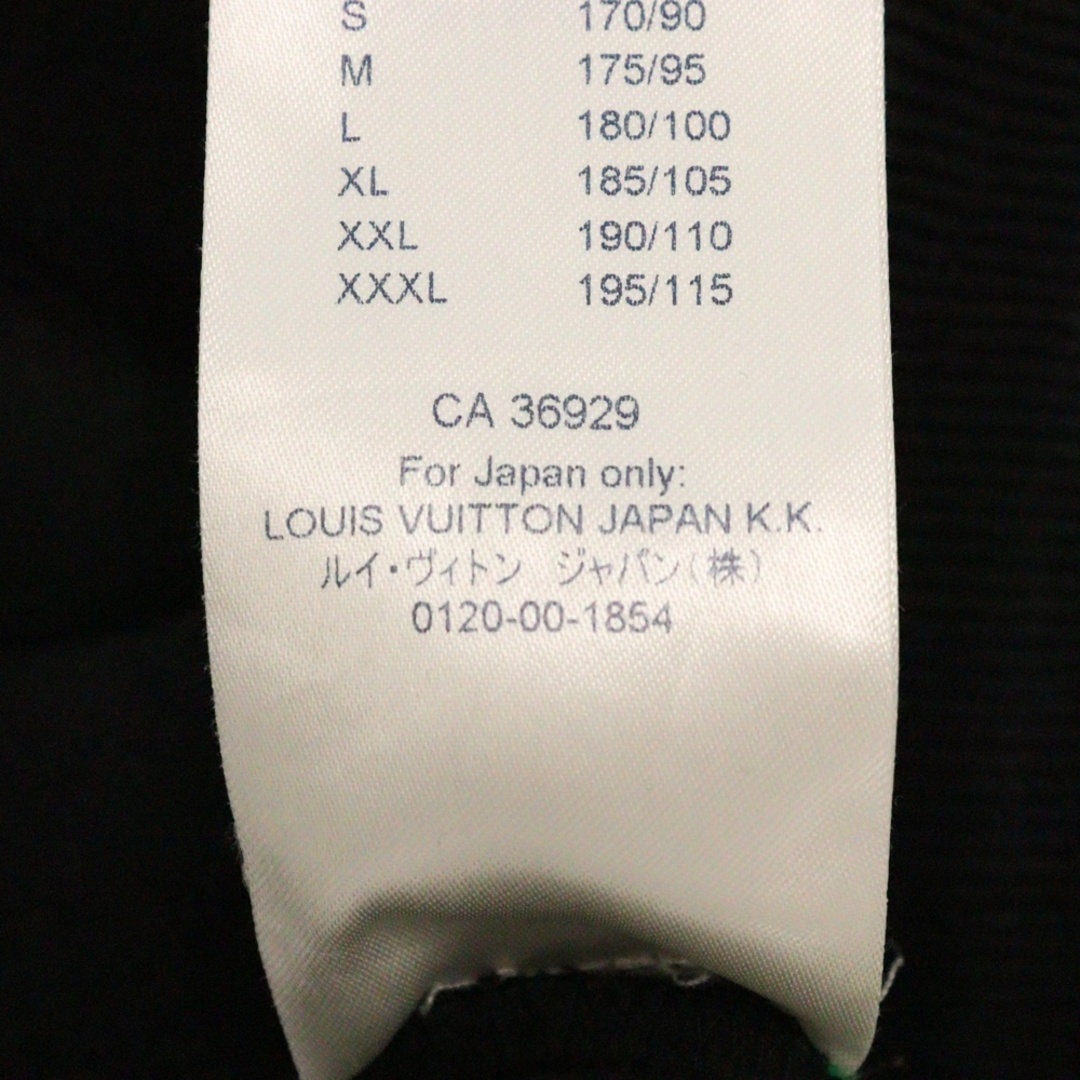 S 170/90
M 175/95
L 180/100
XL 185/105
XXL 190/110
XXXL 195/115
CA 36929
For Japan only:
LOUIS VUITTON JAPAN K.K.
ルイ・ヴィトン ジャパン(株)
0120-00-1854